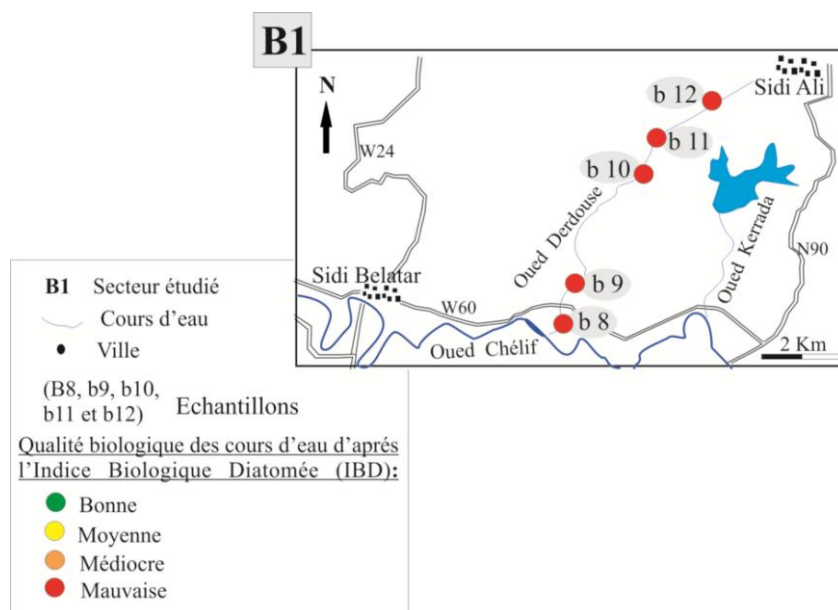 B1
N
Sidi Ali
b 12
b 11
W24
b 10
Oued Derdouse
Oued Kerrada
N90
Sidi Belatar
b 9
W60
b 8
Oued Chélif
2 Km
B1 Secteur étudié
Cours d'eau
Ville
(B8, b9, b10,
b11 et b12) Echantillons
Qualité biologique des cours d'eau d'aprés
l'Indice Biologique Diatomée (IBD):
Bonne
Moyenne
Médiocre
Mauvaise